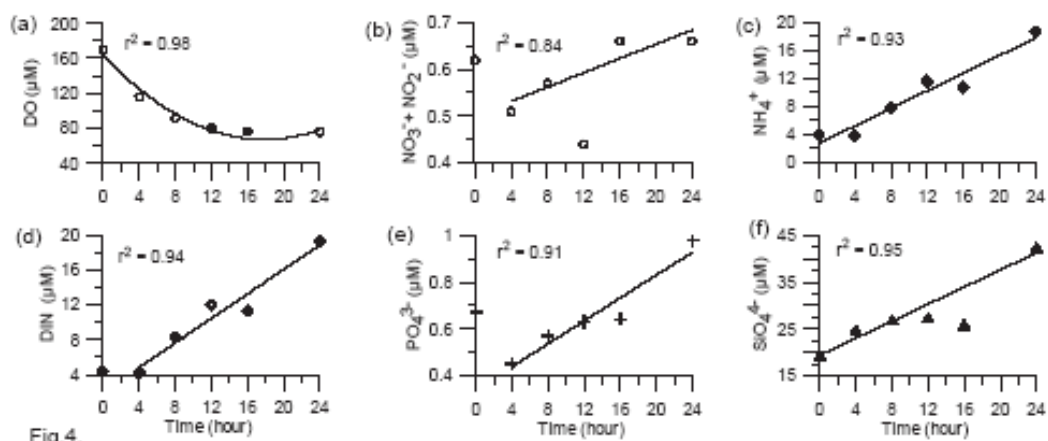 (a)
DO (µM)
200
160
120
80
40
r² = 0.98
0 4 8 12 16 20 24
(b)
NO₃⁻+ NO₂⁻ (µM)
0.7
0.6
0.5
0.4
r² = 0.84
0 4 8 12 16 20 24
(c)
NH₄⁺ (µM)
20
16
12
8
4
0
r² = 0.93
0 4 8 12 16 20 24
(d)
DIN (µM)
20
16
12
8
4
r² = 0.94
0 4 8 12 16 20 24
Time (hour)
(e)
PO₄³⁻ (µM)
1
0.8
0.6
0.4
r² = 0.91
0 4 8 12 16 20 24
Time (hour)
(f)
SiO₄⁴⁻ (µM)
45
35
25
15
r² = 0.95
0 4 8 12 16 20 24
Time (hour)
Fig 4